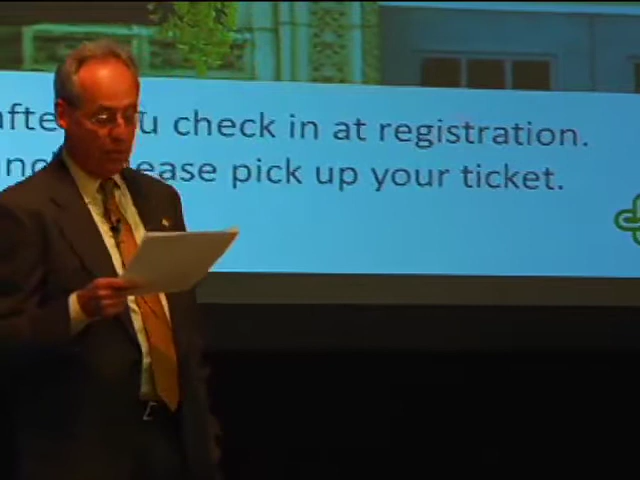 u check in at registration.
ease pick up your ticket.